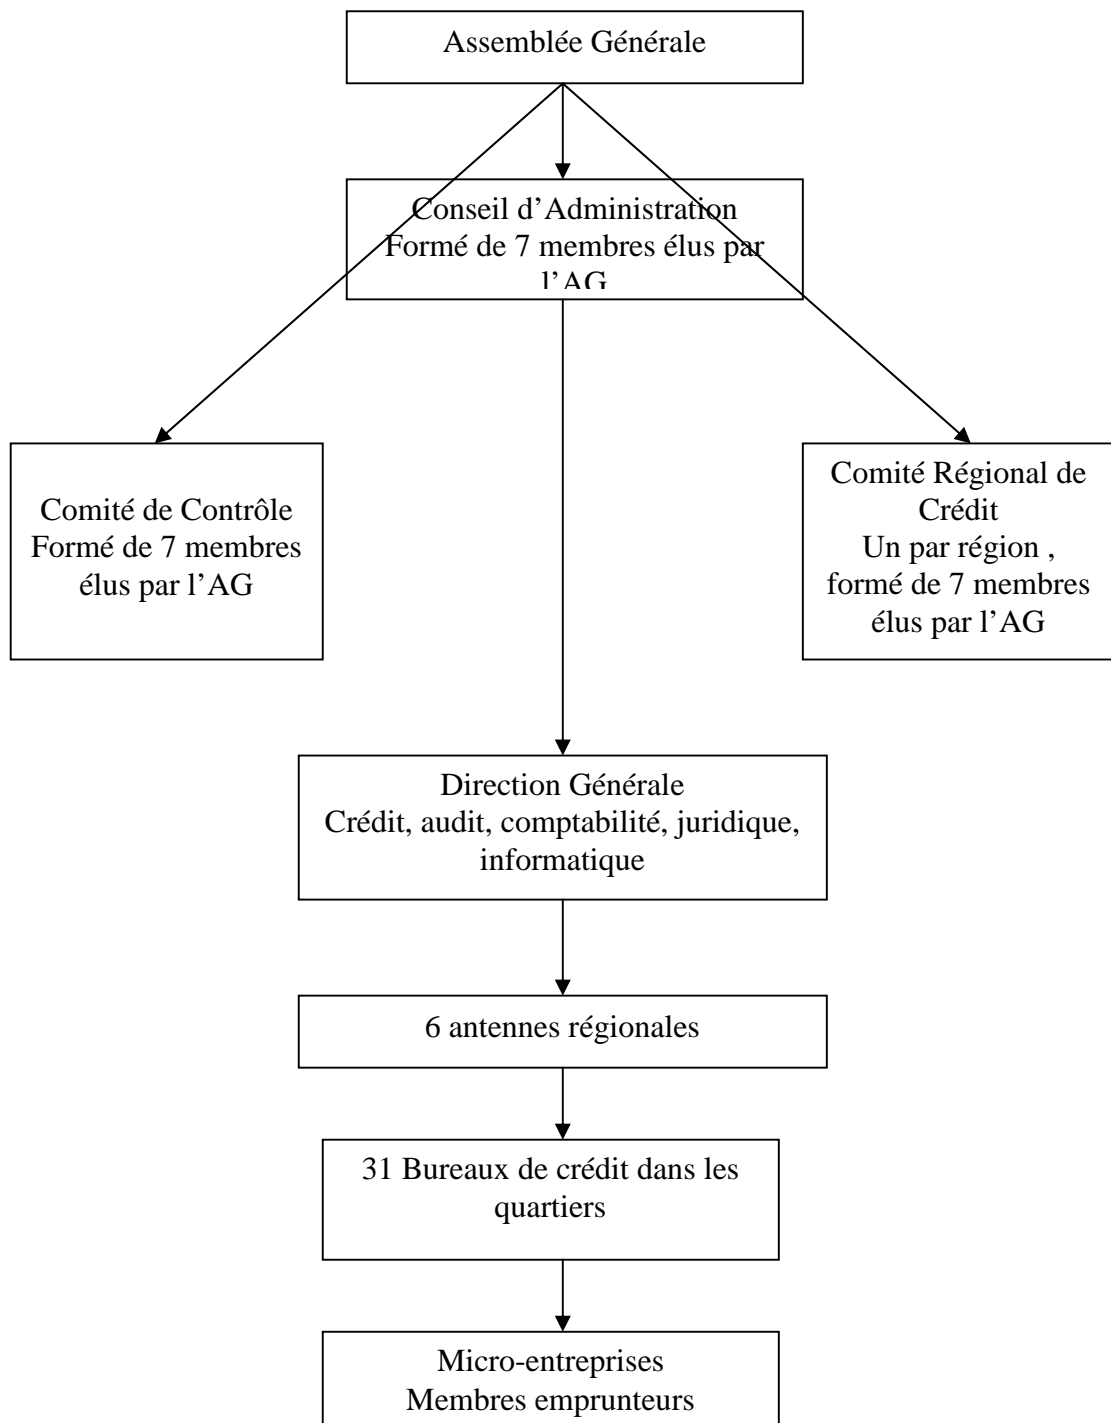 Assemblée Générale
Conseil d’Administration
Formé de 7 membres élus par
l’AG
Comité de Contrôle
Formé de 7 membres
élus par l’AG
Comité Régional de
Crédit
Un par région ,
formé de 7 membres
élus par l’AG
Direction Générale
Crédit, audit, comptabilité, juridique,
informatique
6 antennes régionales
31 Bureaux de crédit dans les
quartiers
Micro-entreprises
Membres emprunteurs